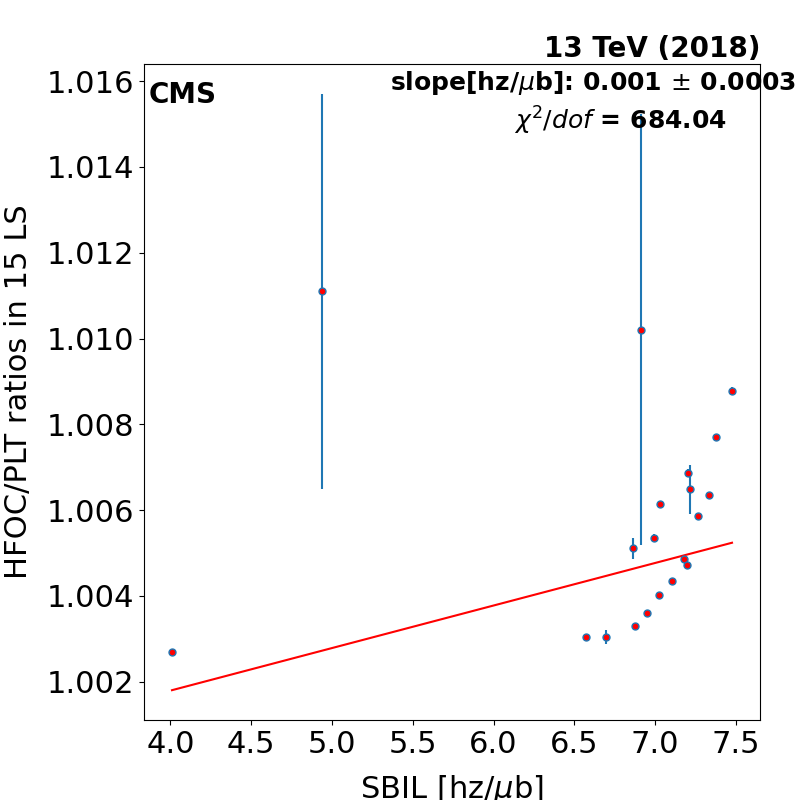 13 TeV (2018)
CMS
slope[hz/μb]: 0.001 ± 0.0003
χ²/dof = 684.04
HFOC/PLT ratios in 15 LS
1.016
1.014
1.012
1.010
1.008
1.006
1.004
1.002
4.0 4.5 5.0 5.5 6.0 6.5 7.0 7.5
SBIL [hz/μb]